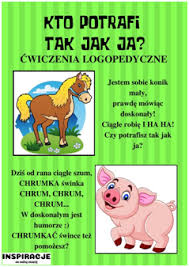 KTO POTRAFI
TAK JAK JA?
ĆWICZENIA LOGOPEDYCZNE
Jestem sobie konik
mały,
prawdę mówiąc
doskonały!
Ciągle robię I HA HA!
Czy potrafisz tak jak
ja?
Dziś od rana ciągle szum,
CHRUMKA świnka
CHRUM, CHRUM,
CHRUM...
W doskonałym jest
humorze :)
CHRUMKAĆ śwince też
pomożesz?
INSPIRACJE